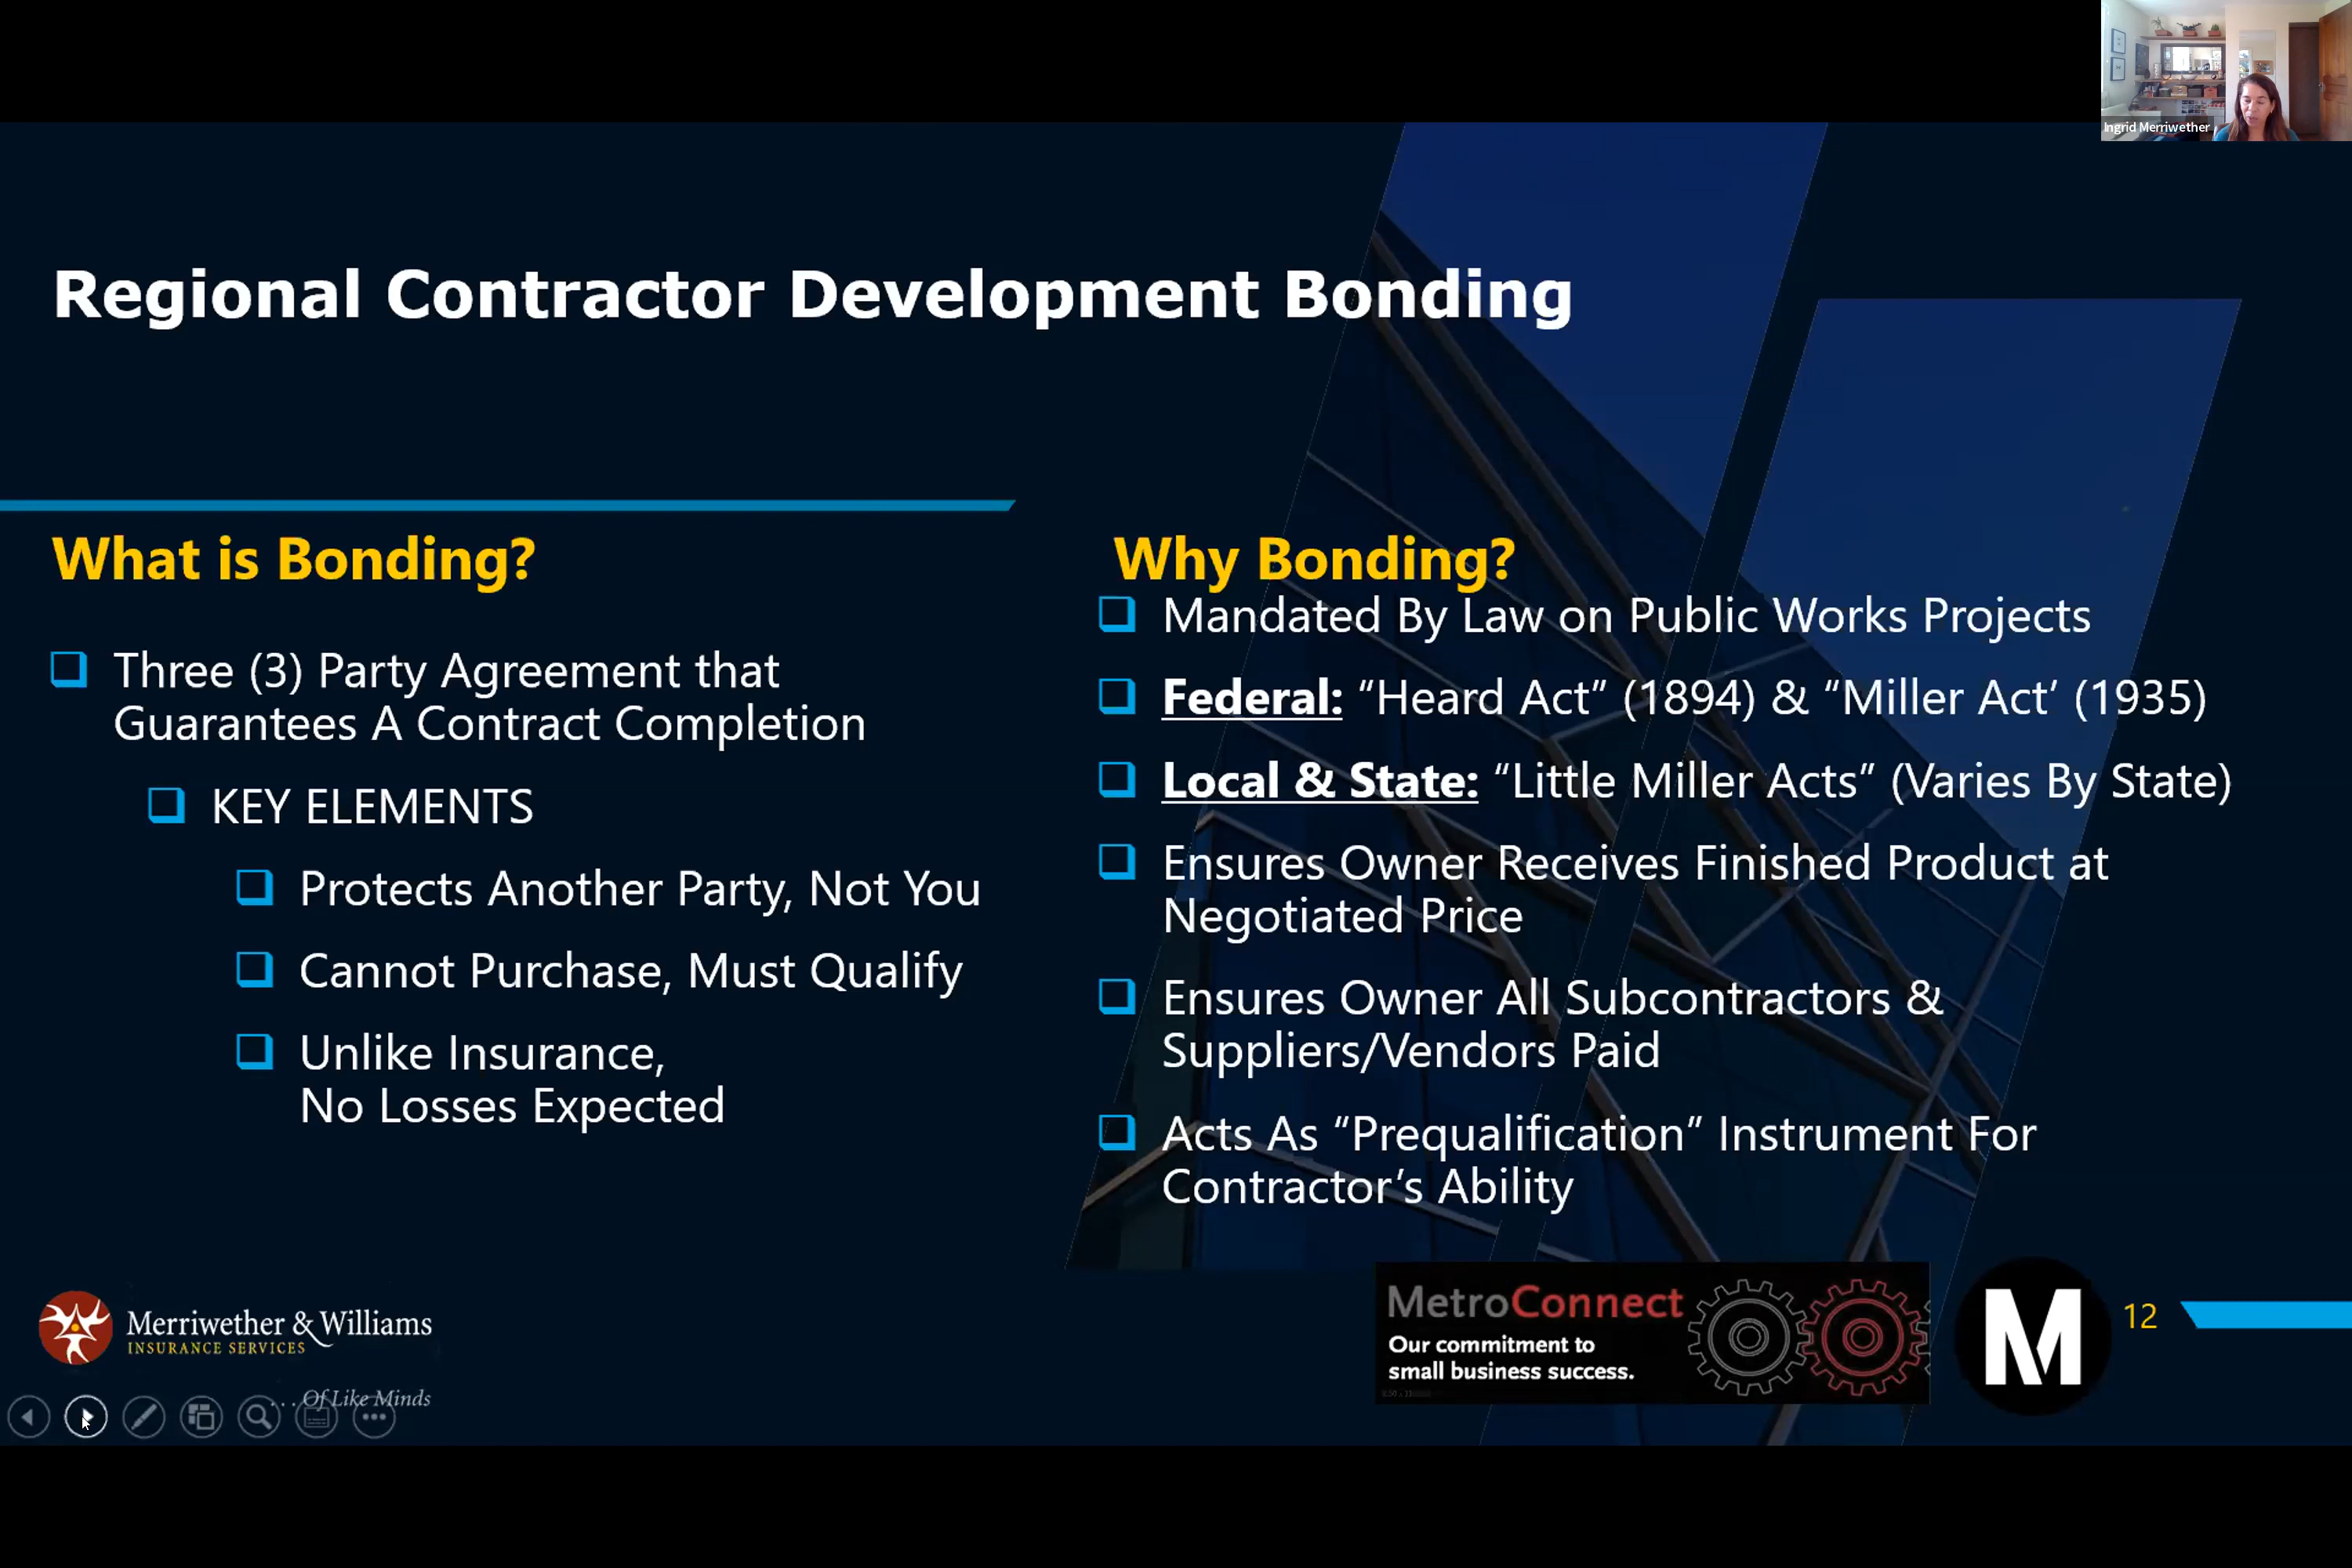 Ingrid Merriwether
Regional Contractor Development Bonding
What is Bonding?
Three (3) Party Agreement that
Guarantees A Contract Completion
KEY ELEMENTS
Protects Another Party, Not You
Cannot Purchase, Must Qualify
Unlike Insurance,
No Losses Expected
Why Bonding?
Mandated By Law on Public Works Projects
Federal: “Heard Act” (1894) & “Miller Act’ (1935)
Local & State: “Little Miller Acts” (Varies By State)
Ensures Owner Receives Finished Product at
Negotiated Price
Ensures Owner All Subcontractors &
Suppliers/Vendors Paid
Acts As “Prequalification” Instrument For
Contractor’s Ability
Merriwether & Williams
INSURANCE SERVICES
. . . Of Like Minds
MetroConnect
Our commitment to
small business success.
M
12